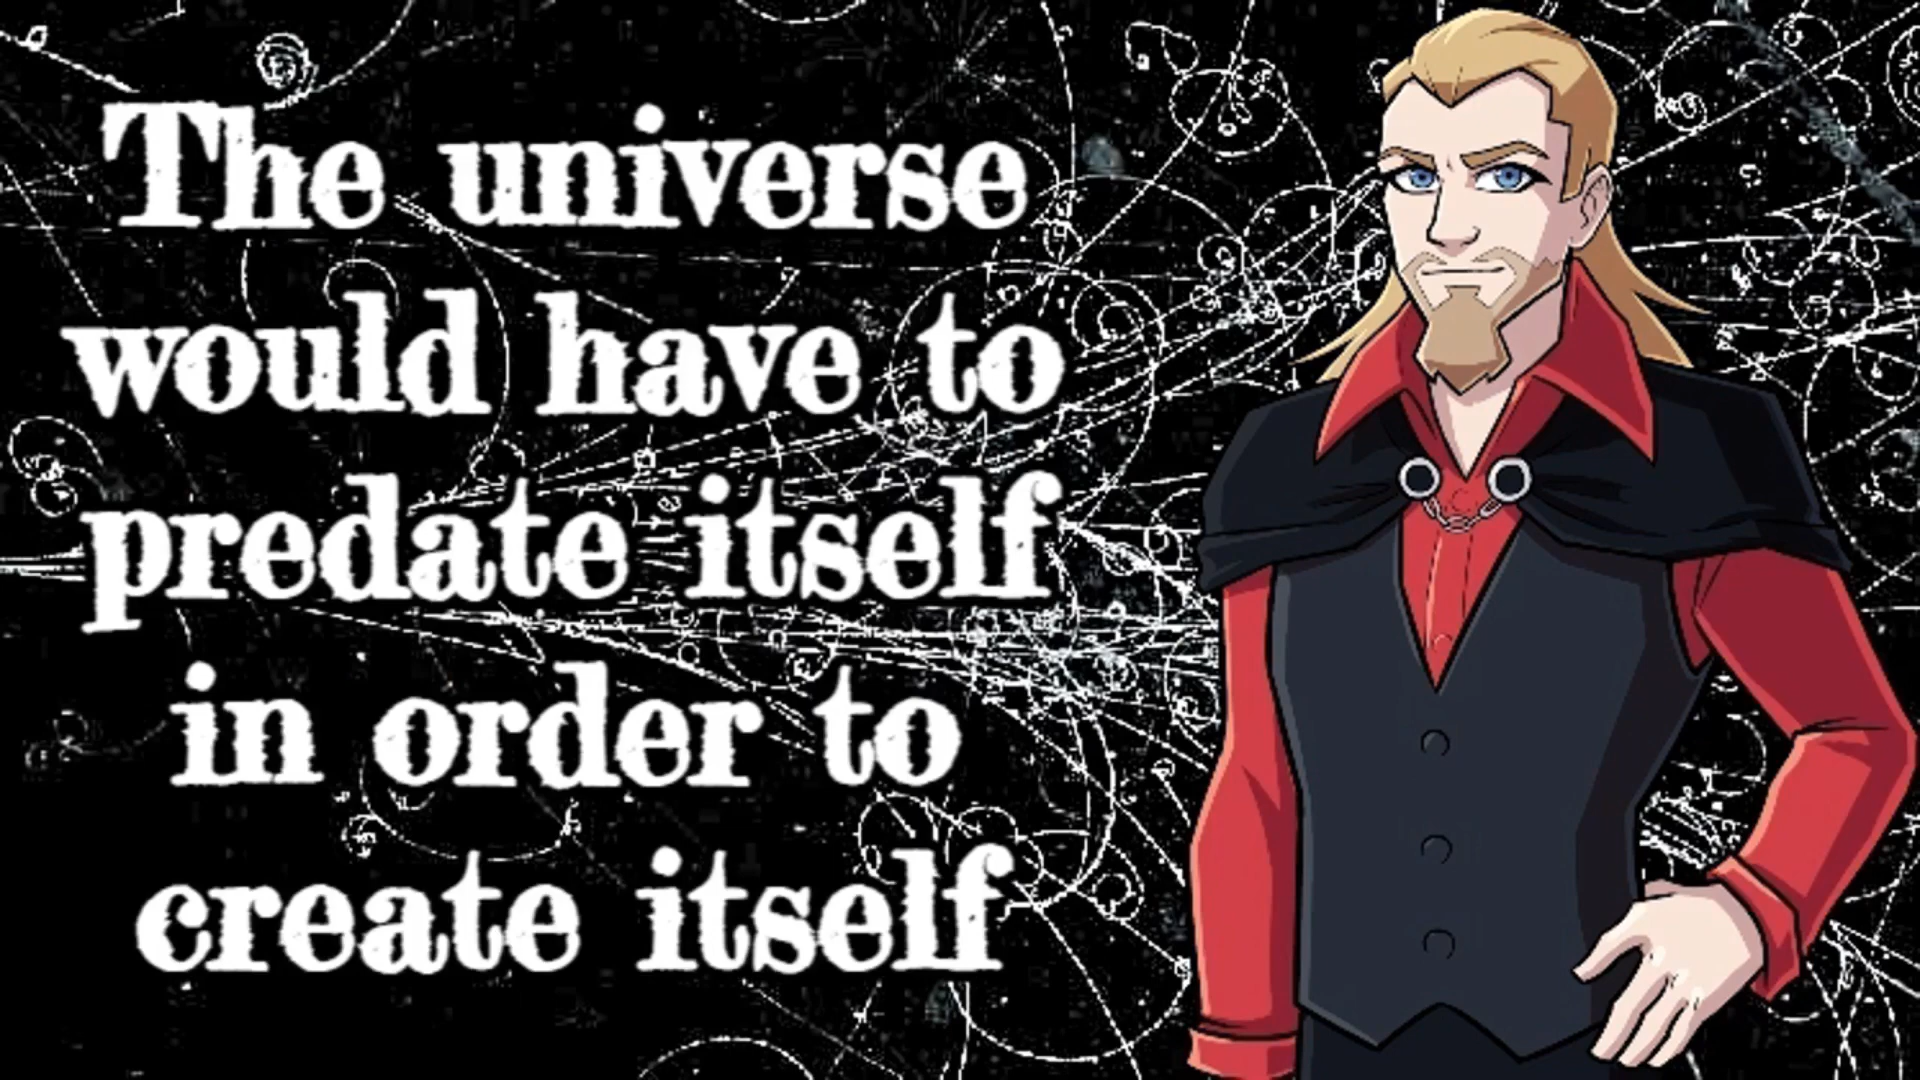 The universe
would have to
predate itself
in order to
create itself